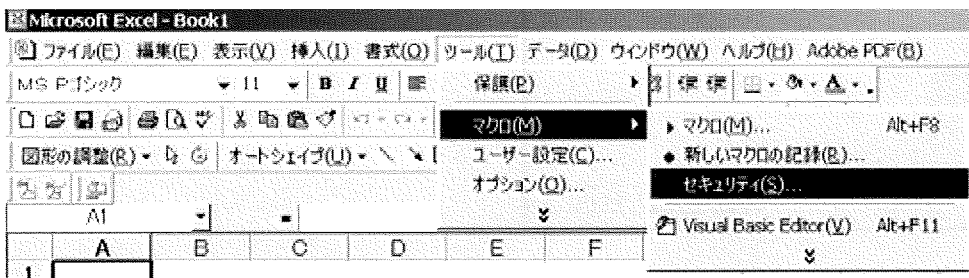 Microsoft Excel - Book1
ファイル(F) 編集(E) 表示(V) 挿入(I) 書式(O) ツール(T) データ(D) ウィンドウ(W) ヘルプ(H) Adobe PDF(B)
MS Pゴシック 11 B I U 保護(P)
マクロ(M) マクロ(M)... Alt+F8
図形の調整(R) オートシェイプ(U) ユーザー設定(C)... 新しいマクロの記録(R)...
オプション(O)... セキュリティ(S)...
A1 = Visual Basic Editor(V) Alt+F11
A B C D E F
1